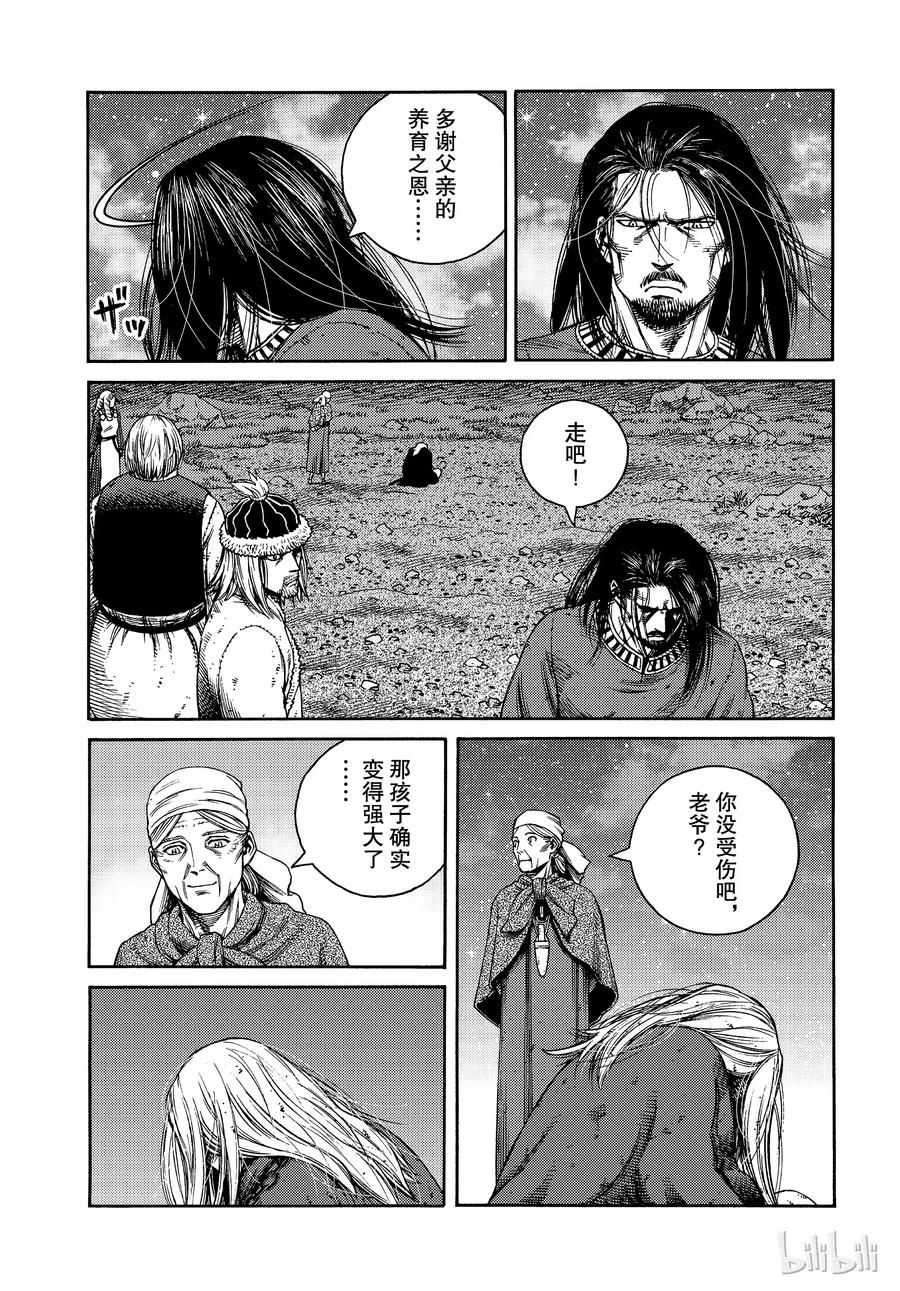 多谢父亲的
养育之恩……
ザッ
走吧！
你没受伤吧，
老爷？
那孩子确实
变得强大了
……
bilibili